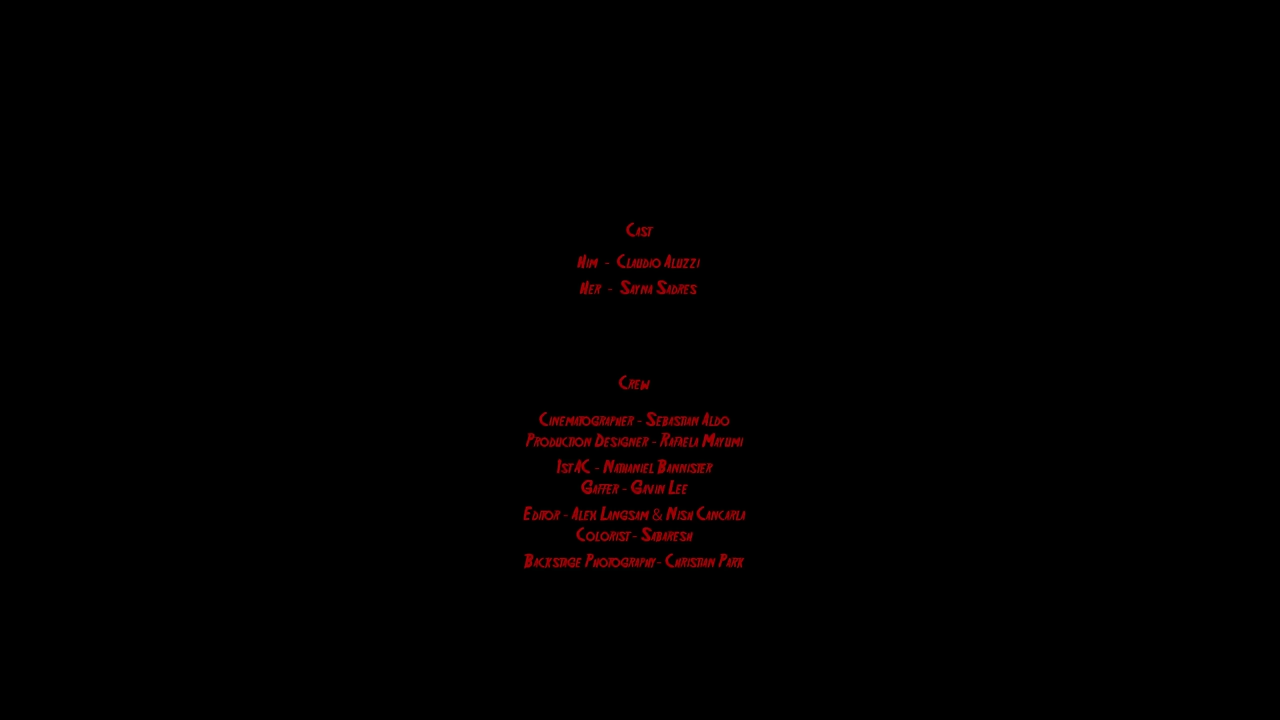 Cast
Him - Claudio Aluzzi
Her - Sayna Sadres
Crew
Cinematographer - Sebastian Aldo
Production Designer - Rafaela Mayumi
1st AC - Nathaniel Bannister
Gaffer - Gavin Lee
Editor - Alex Langsam & Nish Cancarla
Colorist - Sabaresh
Backstage Photography - Christian Park